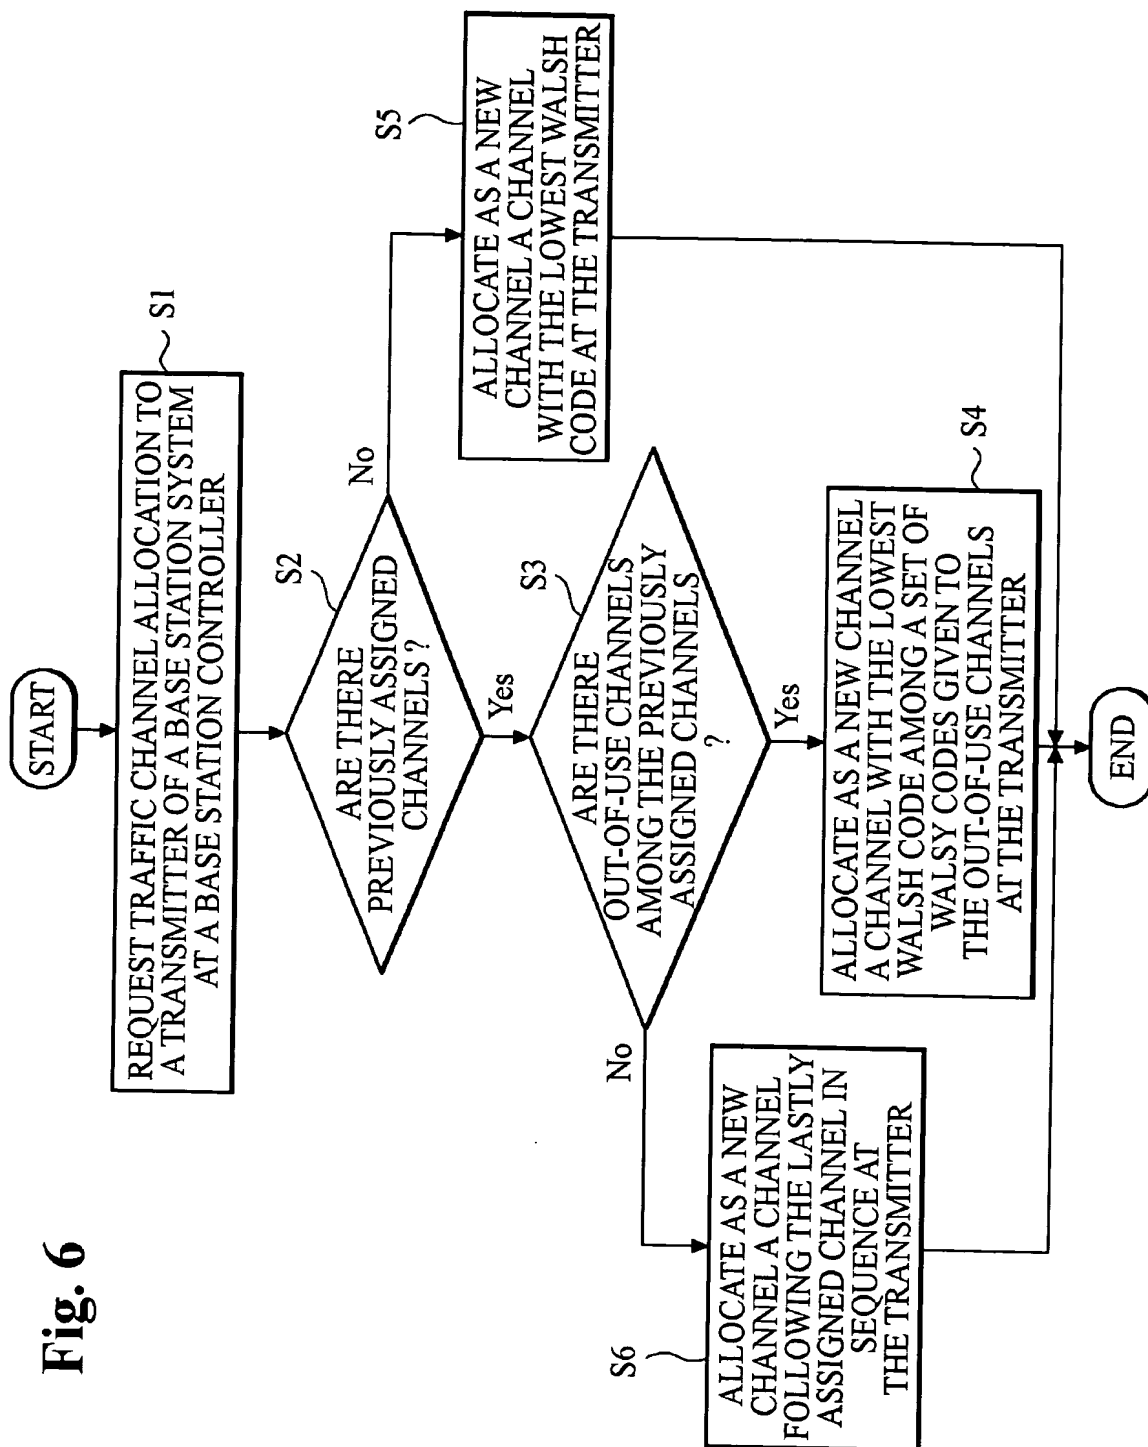 Fig. 6
START
REQUEST TRAFFIC CHANNEL ALLOCATION TO
A TRANSMITTER OF A BASE STATION SYSTEM
AT A BASE STATION CONTROLLER
S1
ARE THERE
PREVIOUSLY ASSIGNED
CHANNELS ?
S2
No
Yes
ALLOCATE AS A NEW
CHANNEL A CHANNEL
WITH THE LOWEST WALSH
CODE AT THE TRANSMITTER
S5
ARE THERE
OUT-OF-USE CHANNELS
AMONG THE PREVIOUSLY
ASSIGNED CHANNELS
?
S3
No
Yes
ALLOCATE AS A NEW CHANNEL
A CHANNEL WITH THE LOWEST
WALSH CODE AMONG A SET OF
WALSY CODES GIVEN TO
THE OUT-OF-USE CHANNELS
AT THE TRANSMITTER
S4
ALLOCATE AS A NEW
CHANNEL A CHANNEL
FOLLOWING THE LASTLY
ASSIGNED CHANNEL IN
SEQUENCE AT
THE TRANSMITTER
S6
END